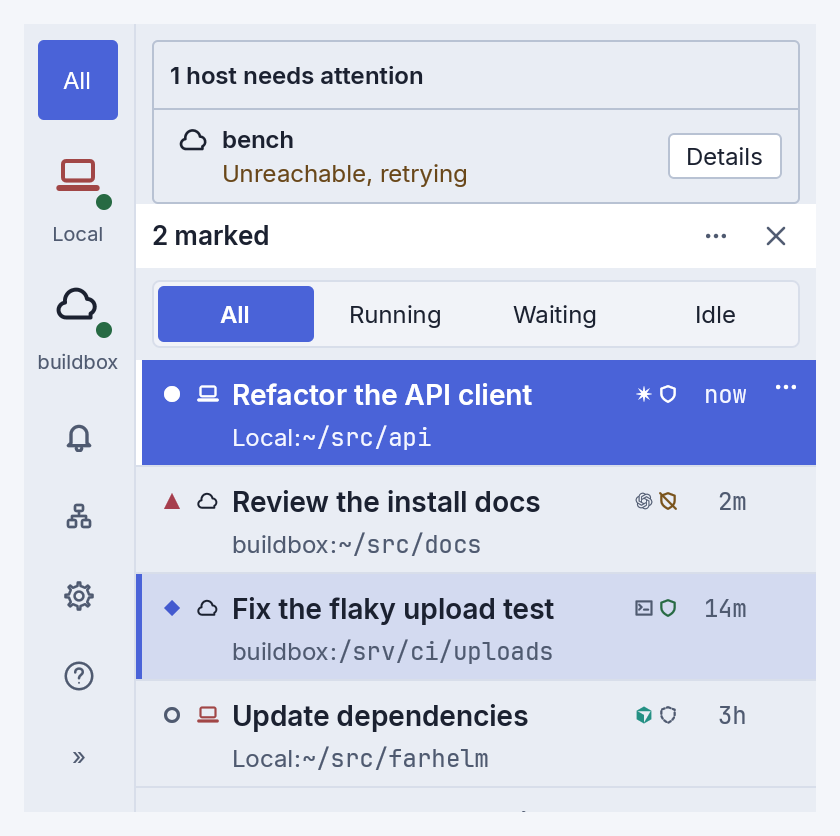 All
Local
buildbox
»
1 host needs attention
bench
Unreachable, retrying
Details
2 marked
All
Running
Waiting
Idle
Refactor the API client
now
Local:~/src/api
Review the install docs
2m
buildbox:~/src/docs
Fix the flaky upload test
14m
buildbox:/srv/ci/uploads
Update dependencies
3h
Local:~/src/farhelm